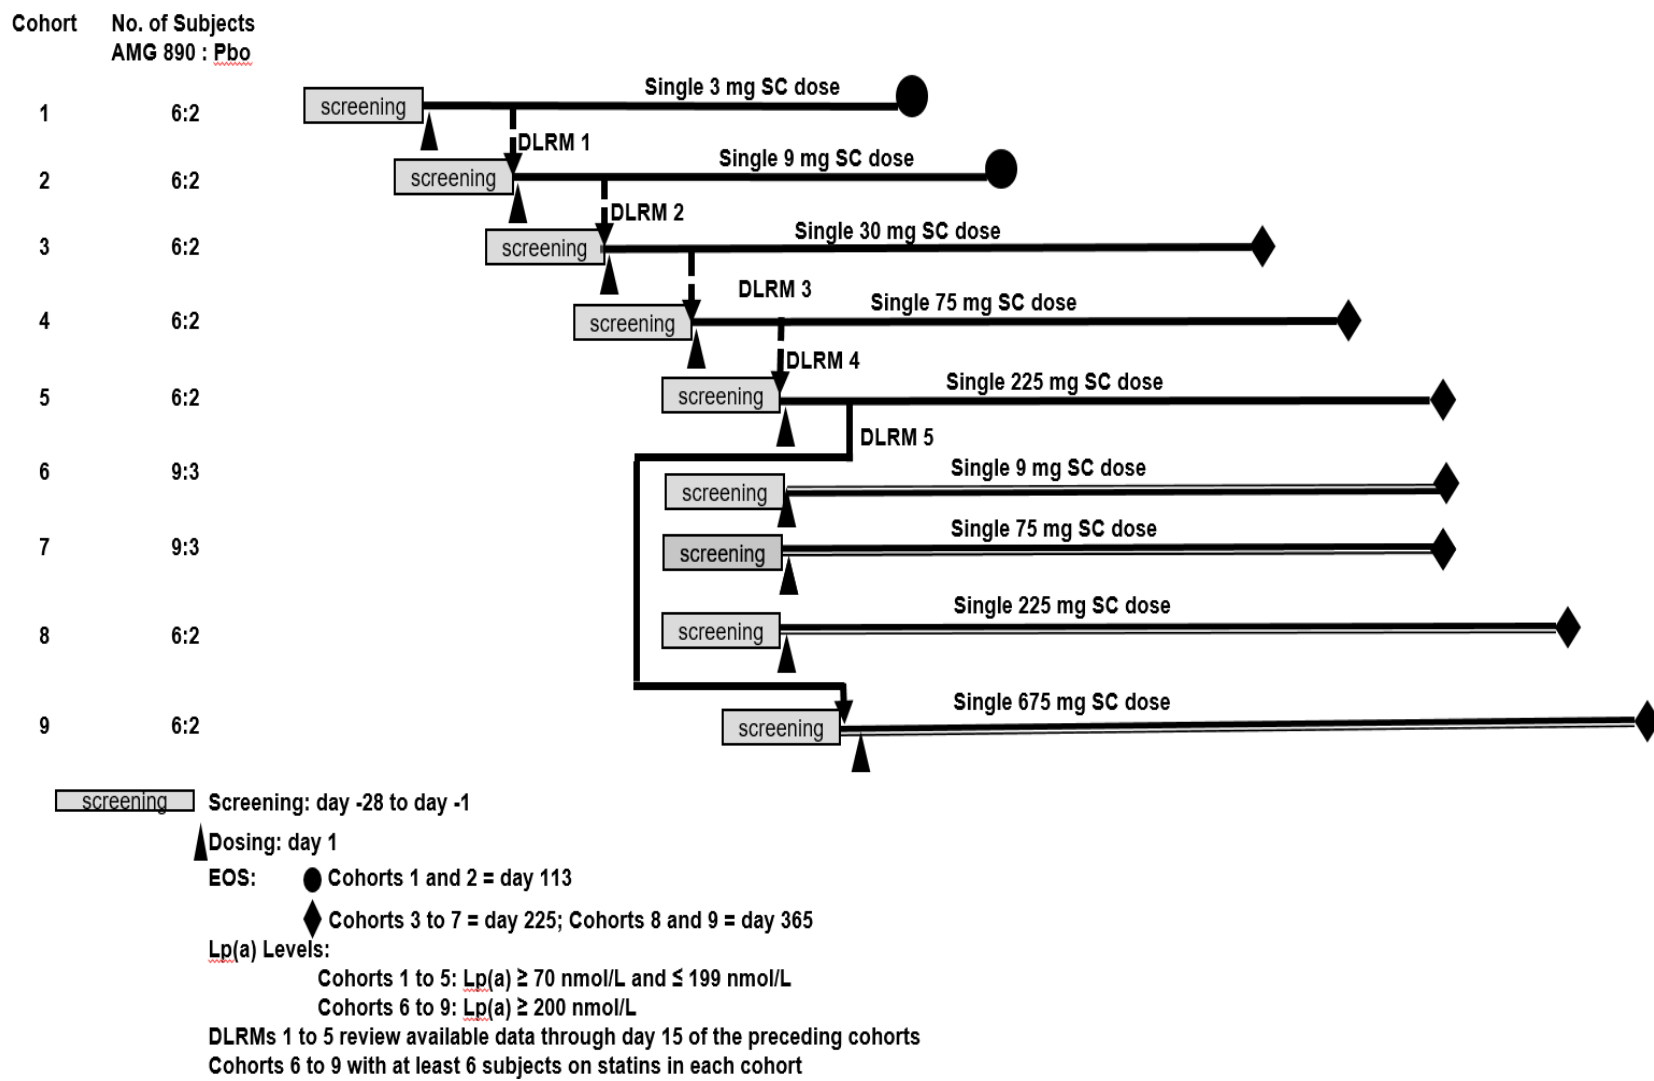 Cohort No. of Subjects
AMG 890 : Pbo
Single 3 mg SC dose
1 6:2 screening
DLRM 1
Single 9 mg SC dose
2 6:2 screening
DLRM 2
Single 30 mg SC dose
3 6:2 screening
DLRM 3
Single 75 mg SC dose
4 6:2 screening
DLRM 4
Single 225 mg SC dose
5 6:2 screening
DLRM 5
Single 9 mg SC dose
6 9:3 screening
Single 75 mg SC dose
7 9:3 screening
Single 225 mg SC dose
8 6:2 screening
Single 675 mg SC dose
9 6:2 screening
screening Screening: day -28 to day -1
Dosing: day 1
EOS: Cohorts 1 and 2 = day 113
Cohorts 3 to 7 = day 225; Cohorts 8 and 9 = day 365
Lp(a) Levels:
Cohorts 1 to 5: Lp(a) ≥ 70 nmol/L and ≤ 199 nmol/L
Cohorts 6 to 9: Lp(a) ≥ 200 nmol/L
DLRMs 1 to 5 review available data through day 15 of the preceding cohorts
Cohorts 6 to 9 with at least 6 subjects on statins in each cohort